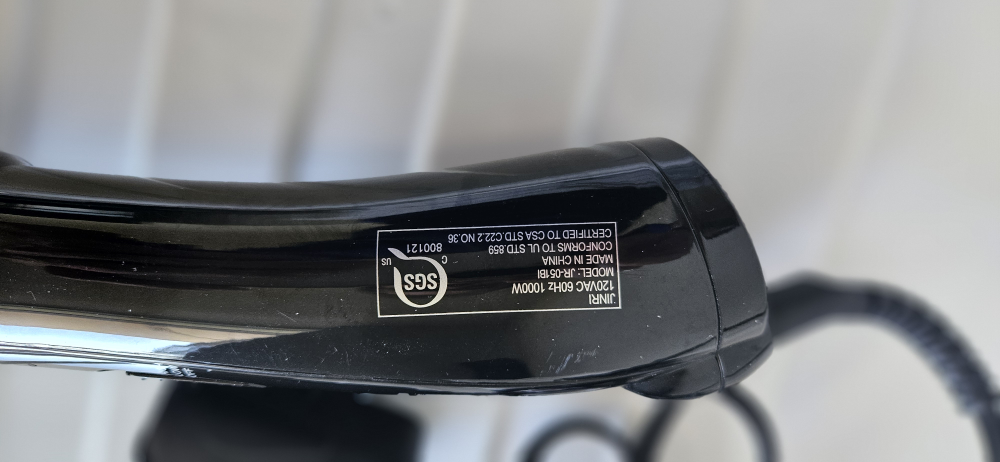 JINRI
120VAC 60Hz 1000W
MODEL: JR-051BI
MADE IN CHINA
CONFORMS TO UL STD.859
CERTIFIED TO CSA STD.C22.2 NO.36
SGS
C US
800121